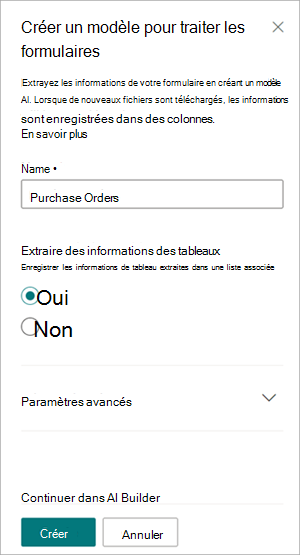 Créer un modèle pour traiter les
formulaires
Extrayez les informations de votre formulaire en créant un modèle
AI. Lorsque de nouveaux fichiers sont téléchargés, les informations
sont enregistrées dans des colonnes.
En savoir plus
Name •
Purchase Orders
Extraire des informations des tableaux
Enregistrer les informations de tableau extraites dans une liste associée
Oui
Non
Paramètres avancés
Continuer dans AI Builder
Créer
Annuler